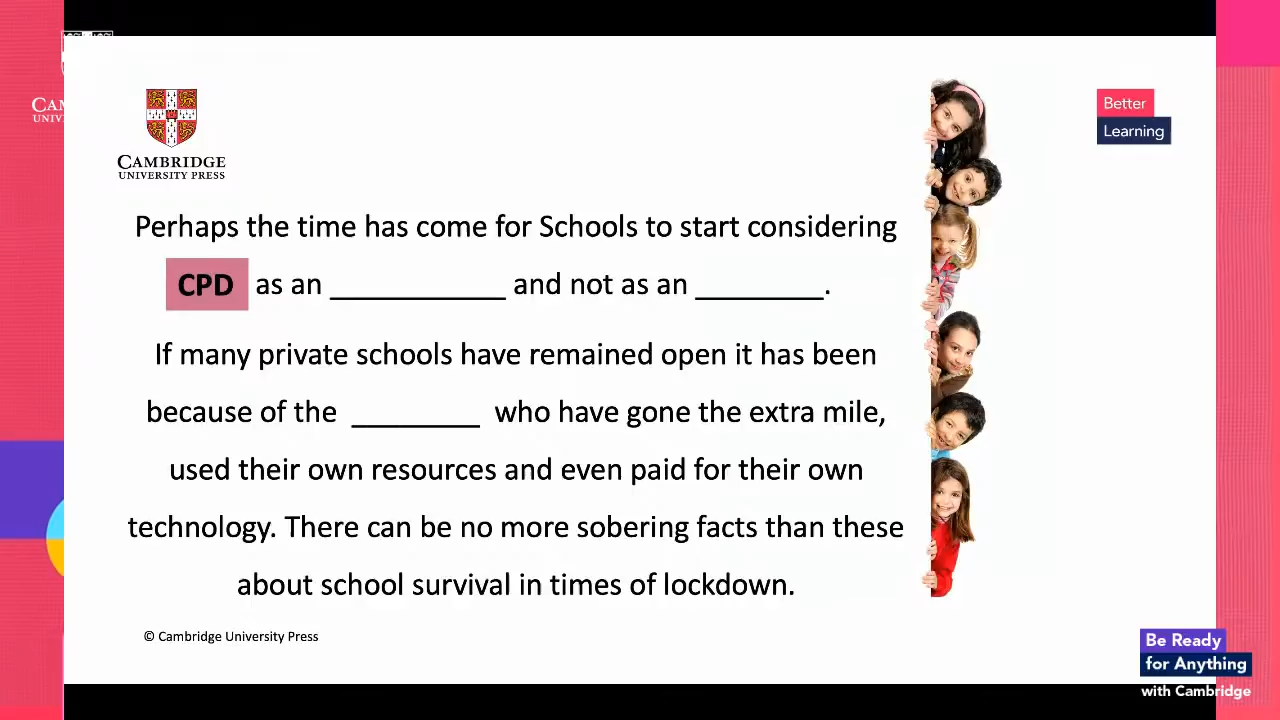 CAMBRIDGE
UNIVERSITY PRESS
Better
Learning
CA
UNIV
Perhaps the time has come for Schools to start considering
CPD as an ___________ and not as an ________.
If many private schools have remained open it has been
because of the ________ who have gone the extra mile,
used their own resources and even paid for their own
technology. There can be no more sobering facts than these
about school survival in times of lockdown.
© Cambridge University Press
Be Ready
for Anything
with Cambridge